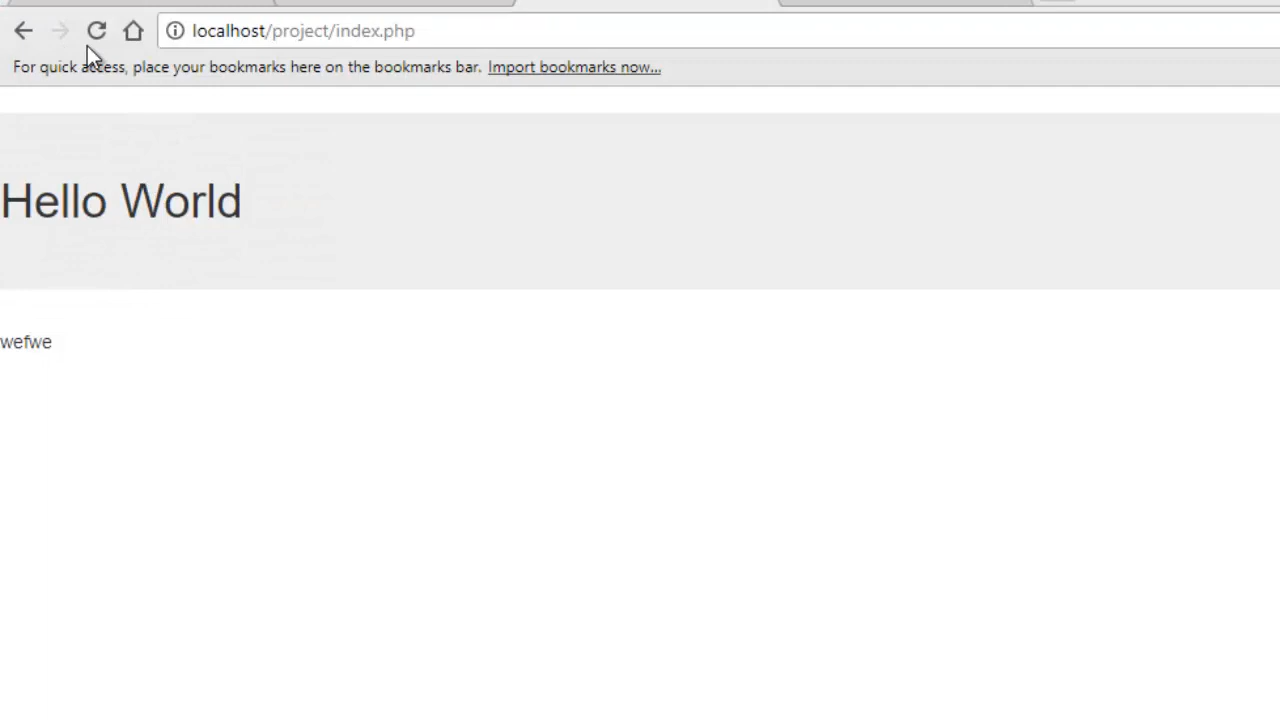 localhost/project/index.php
For quick access, place your bookmarks here on the bookmarks bar. Import bookmarks now...
Hello World
wefwe